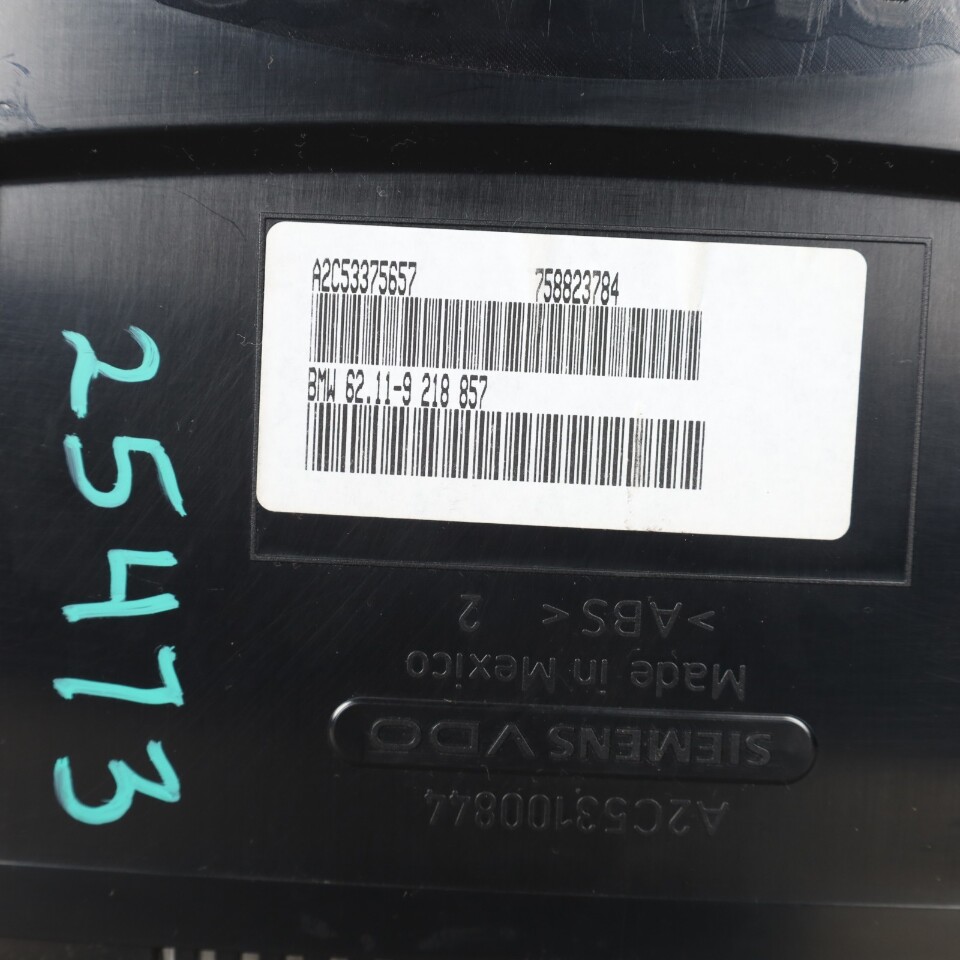 A2C53375657 758823784
BMW 62.11-9 218 857
25473
>ABS< 2
Made in Mexico
SIEMENS VDO
A2C53100844